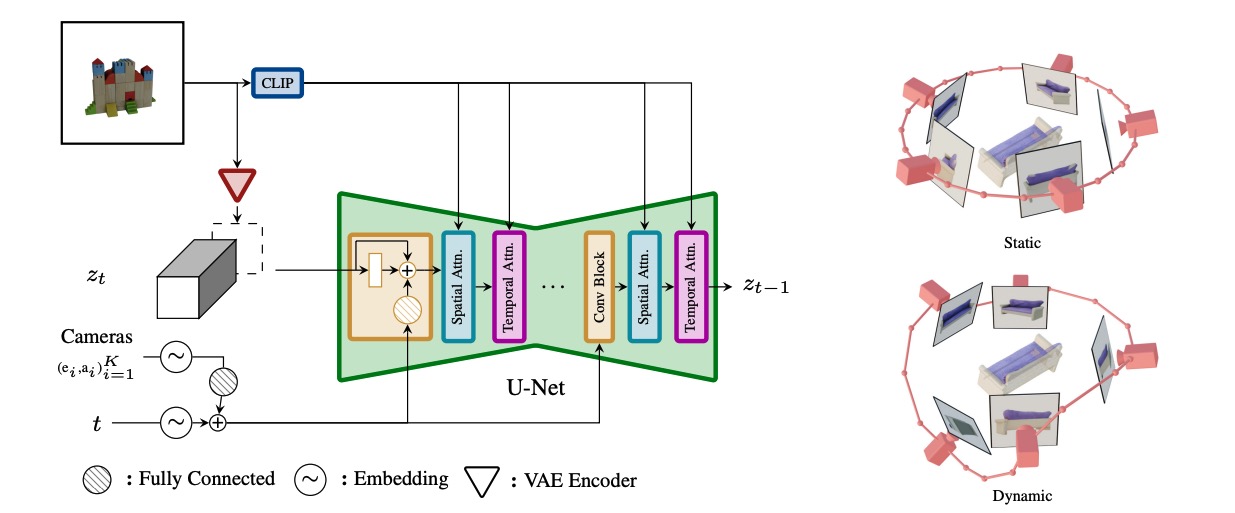 CLIP
z_t
Cameras
(e_i,a_i)_{i=1}^K
t
Spatial Attn.
Temporal Attn.
...
Conv Block
Spatial Attn.
Temporal Attn.
z_{t−1}
U-Net
: Fully Connected
: Embedding
: VAE Encoder
Static
Dynamic